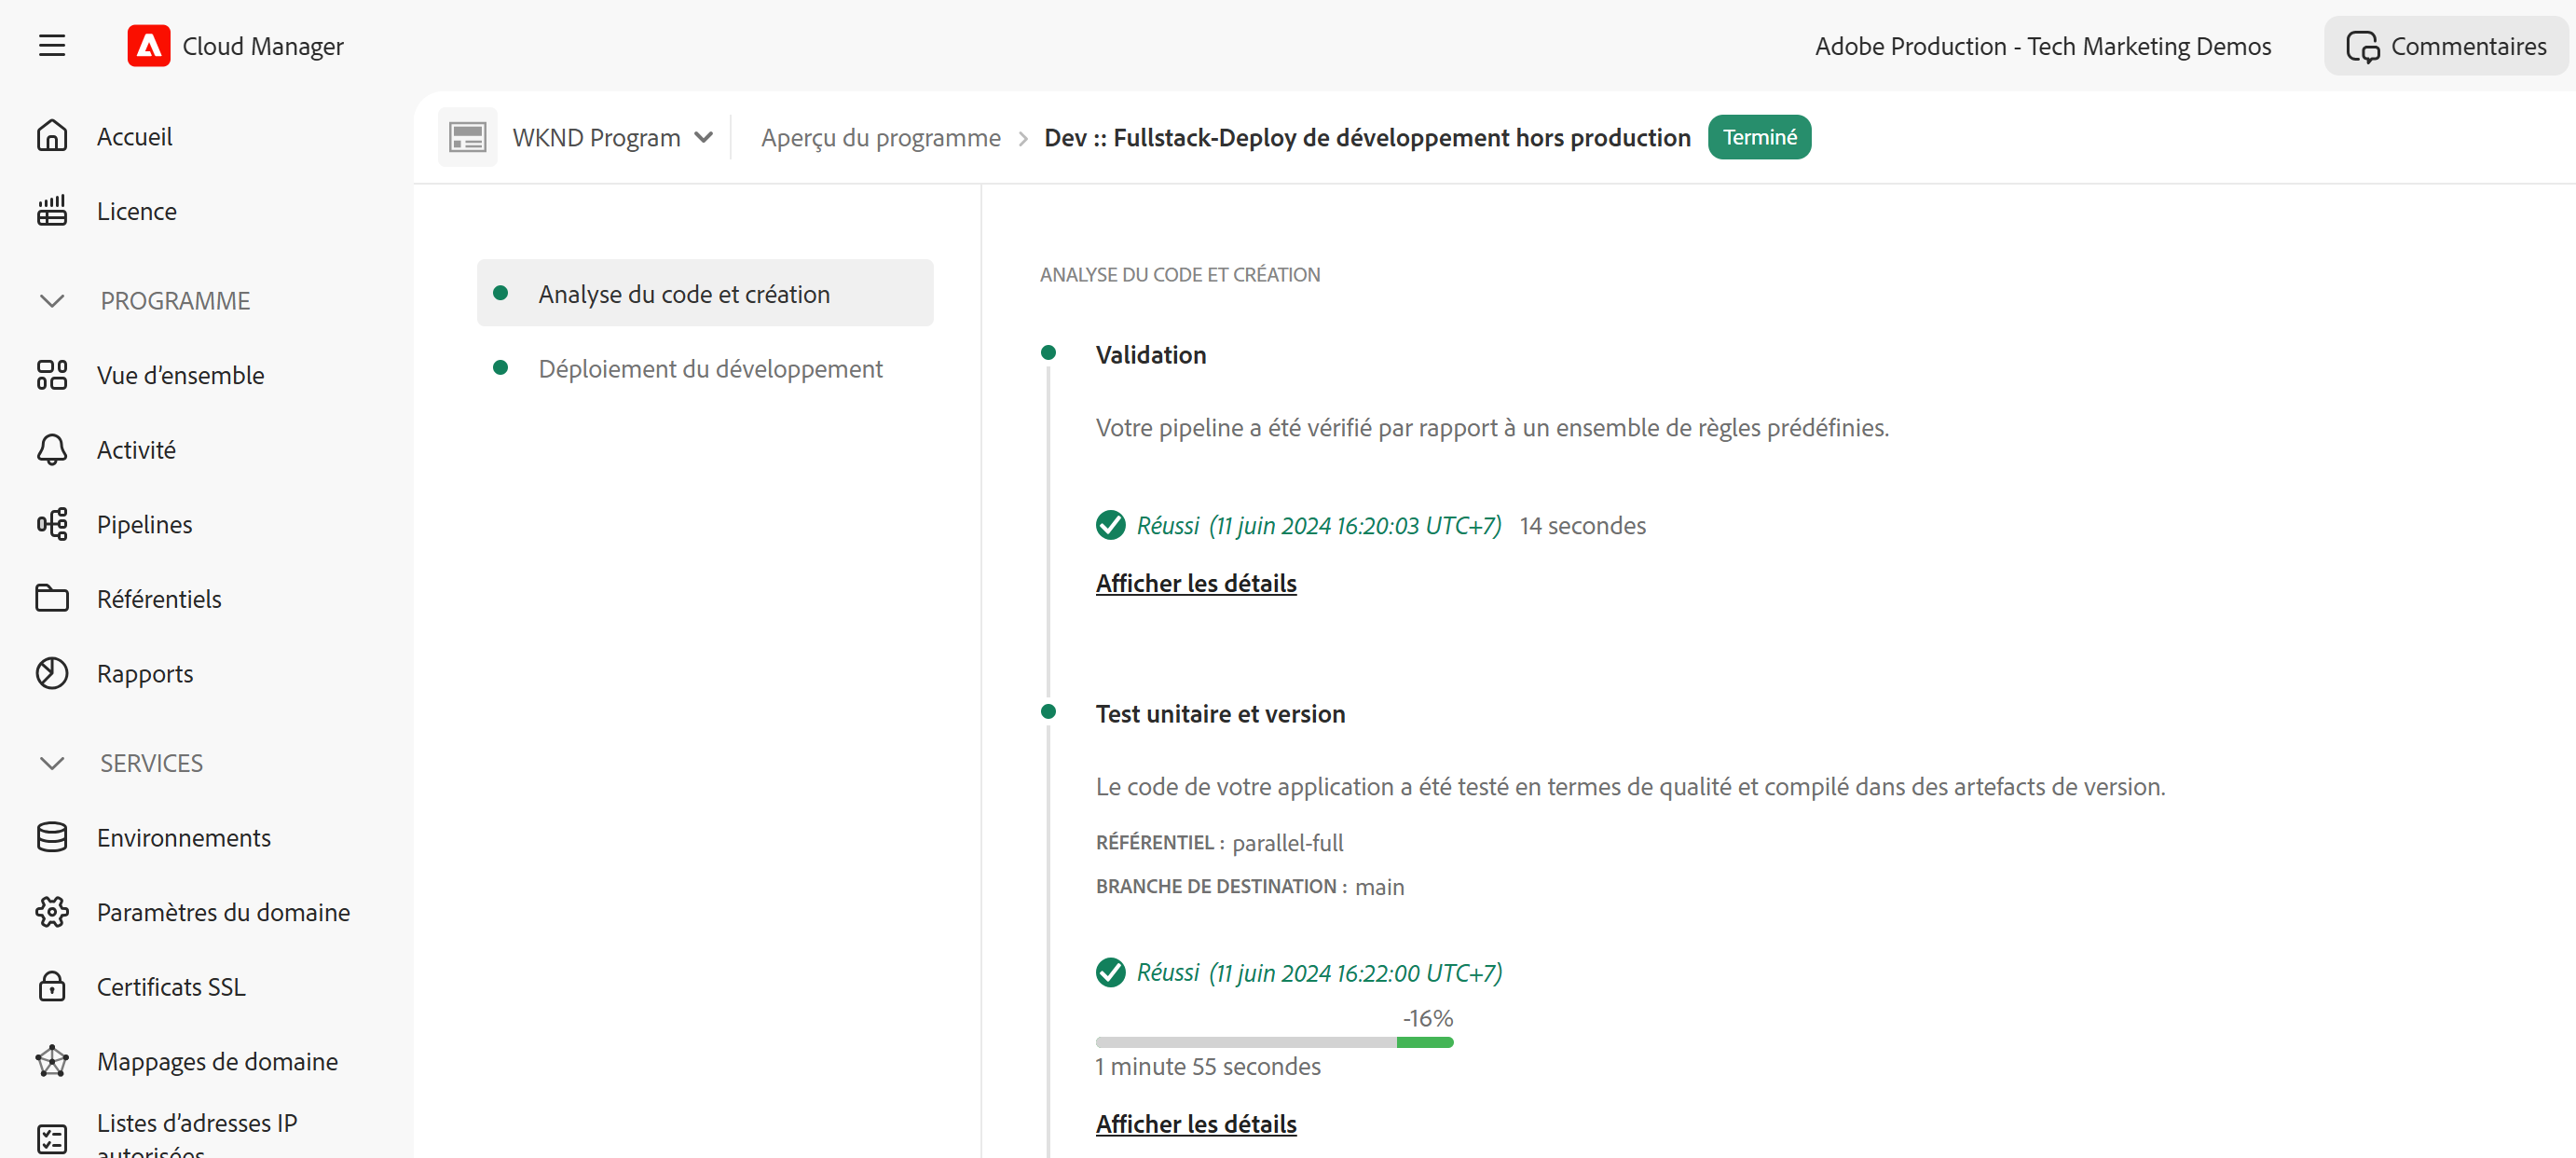 Cloud Manager
Adobe Production - Tech Marketing Demos
Commentaires
Accueil
Licence
PROGRAMME
Vue d’ensemble
Activité
Pipelines
Référentiels
Rapports
SERVICES
Environnements
Paramètres du domaine
Certificats SSL
Mappages de domaine
Listes d’adresses IP
autorisées
WKND Program
Aperçu du programme
Dev :: Fullstack-Deploy de développement hors production
Terminé
Analyse du code et création
Déploiement du développement
ANALYSE DU CODE ET CRÉATION
Validation
Votre pipeline a été vérifié par rapport à un ensemble de règles prédéfinies.
Réussi (11 juin 2024 16:20:03 UTC+7) 14 secondes
Afficher les détails
Test unitaire et version
Le code de votre application a été testé en termes de qualité et compilé dans des artefacts de version.
RÉFÉRENTIEL : parallel-full
BRANCHE DE DESTINATION : main
Réussi (11 juin 2024 16:22:00 UTC+7)
-16%
1 minute 55 secondes
Afficher les détails